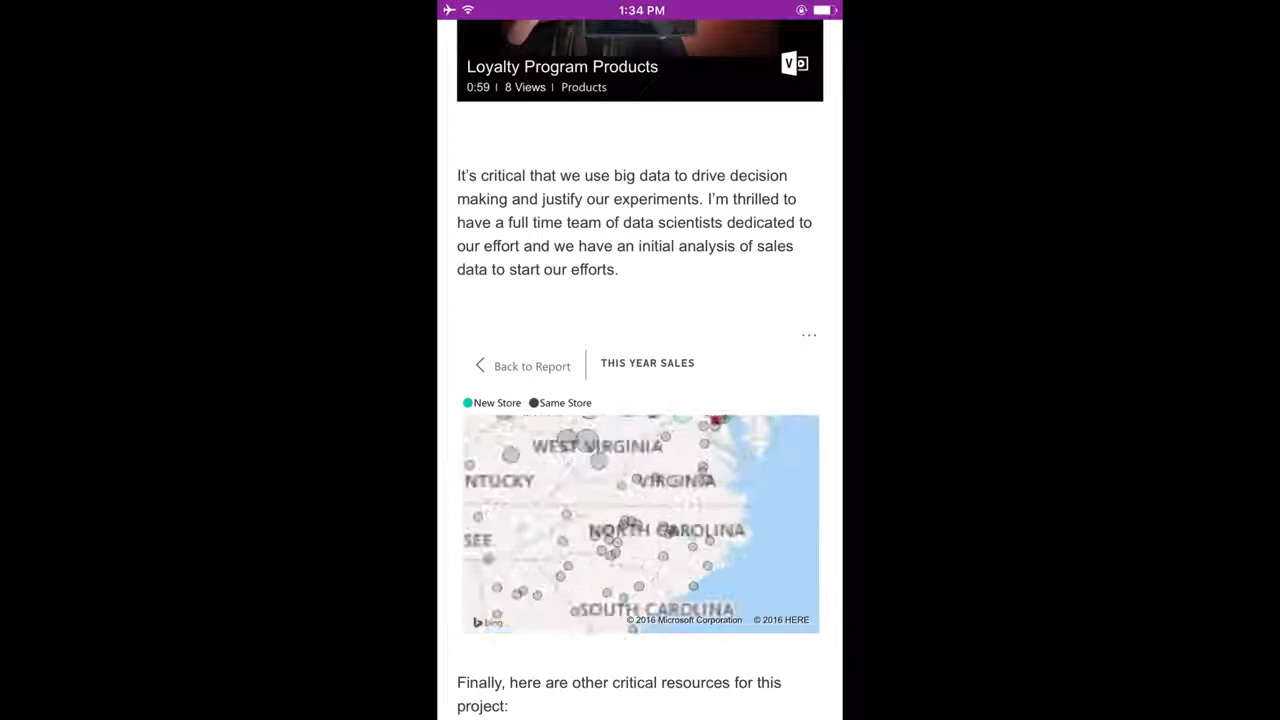 1:34 PM
Loyalty Program Products
0:59 | 8 Views | Products
It's critical that we use big data to drive decision
making and justify our experiments. I'm thrilled to
have a full time team of data scientists dedicated to
our effort and we have an initial analysis of sales
data to start our efforts.
...
Back to Report
THIS YEAR SALES
New Store Same Store
WEST VIRGINIA
NTUCKY
VIRGINIA
NORTH CAROLINA
SEE
SOUTH CAROLINA
bing
© 2016 Microsoft Corporation © 2016 HERE
Finally, here are other critical resources for this
project: